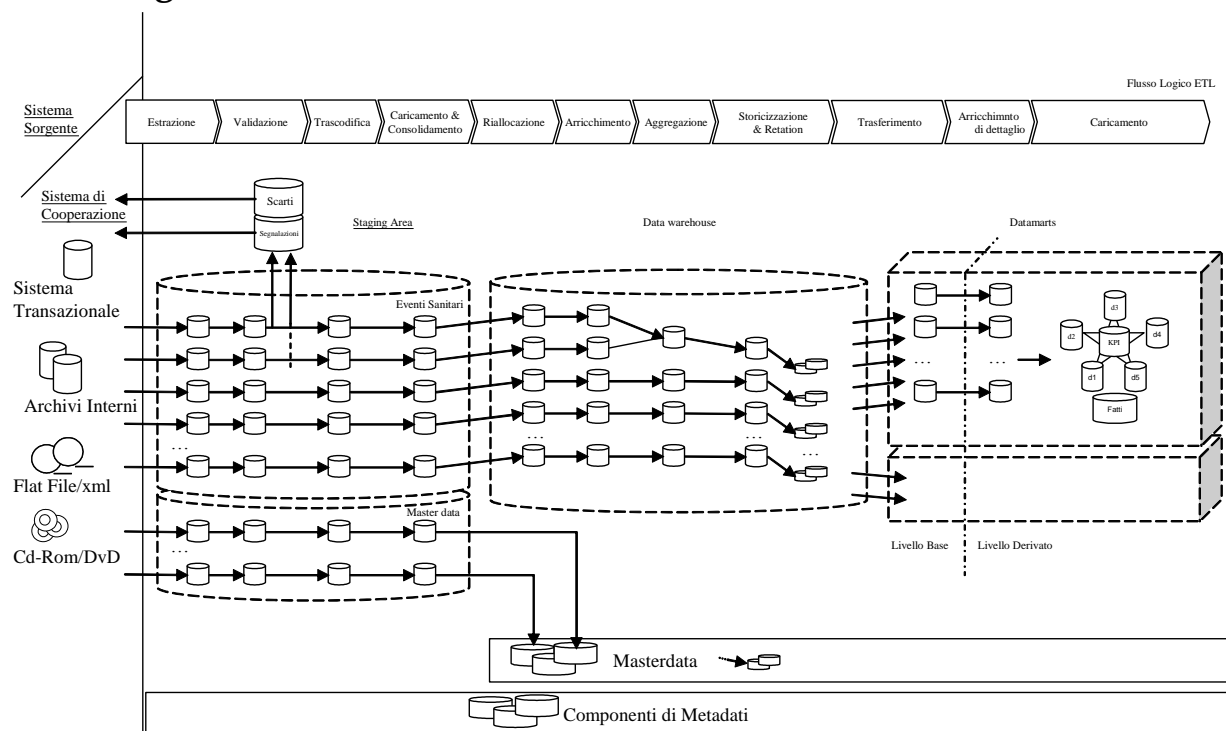 Flusso Logico ETL
Sistema
Sorgente
Estrazione
Validazione
Trascodifica
Caricamento &
Consolidamento
Riallocazione
Arricchimento
Aggregazione
Storicizzazione
& Retation
Trasferimento
Arricchimnto
di dettaglio
Caricamento
Sistema di
Cooperazione
Scarti
Segnalazioni
Staging Area
Data warehouse
Datamarts
Sistema
Transazionale
Eventi Sanitari
Archivi Interni
Flat File/xml
Cd-Rom/DvD
Master data
...
...
...
...
...
...
...
d3
d2
KPI
d4
d1
d5
Fatti
Livello Base
Livello Derivato
Masterdata
Componenti di Metadati